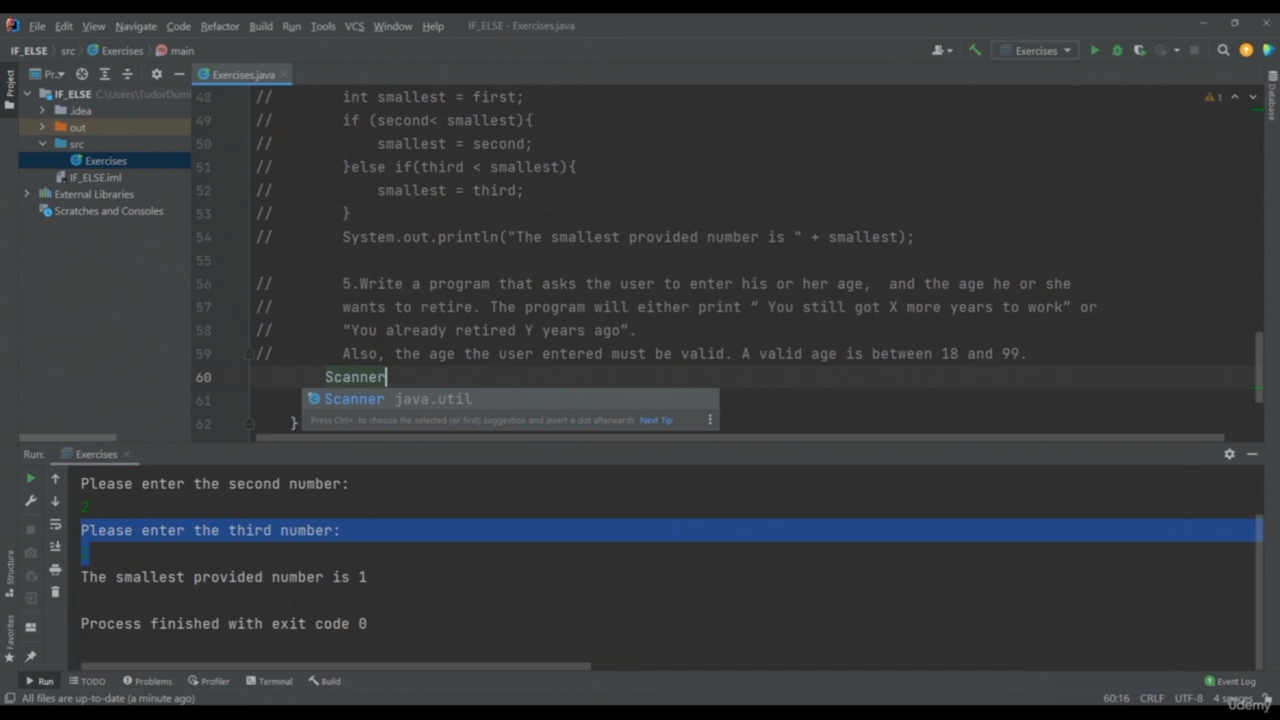 File Edit View Navigate Code Refactor Build Run Tools VCS Window Help IF_ELSE - Exercises.java
IF_ELSE src Exercises main Exercises
Project Pr... Exercises.java
IF_ELSE C:\Users\TudorDumi
.idea
out
src
Exercises
IF_ELSE.iml
External Libraries
Scratches and Consoles
Database
1
48 // int smallest = first;
49 // if (second< smallest){
50 // smallest = second;
51 // }else if(third < smallest){
52 // smallest = third;
53 // }
54 // System.out.println("The smallest provided number is " + smallest);
55
56 // 5.Write a program that asks the user to enter his or her age,  and the age he or she
57 // wants to retire. The program will either print “ You still got X more years to work” or
58 // “You already retired Y years ago”.
59 // Also, the age the user entered must be valid. A valid age is between 18 and 99.
60 Scanner
61 Scanner java.util
Press Ctrl+. to choose the selected (or first) suggestion and insert a dot afterwards Next Tip
62 }
Run: Exercises
Please enter the second number:
2
Please enter the third number:
The smallest provided number is 1
Process finished with exit code 0
Structure
Favorites
Run TODO Problems Profiler Terminal Build 1 Event Log
All files are up-to-date (a minute ago) 60:16 CRLF UTF-8 4 spaces
udemy